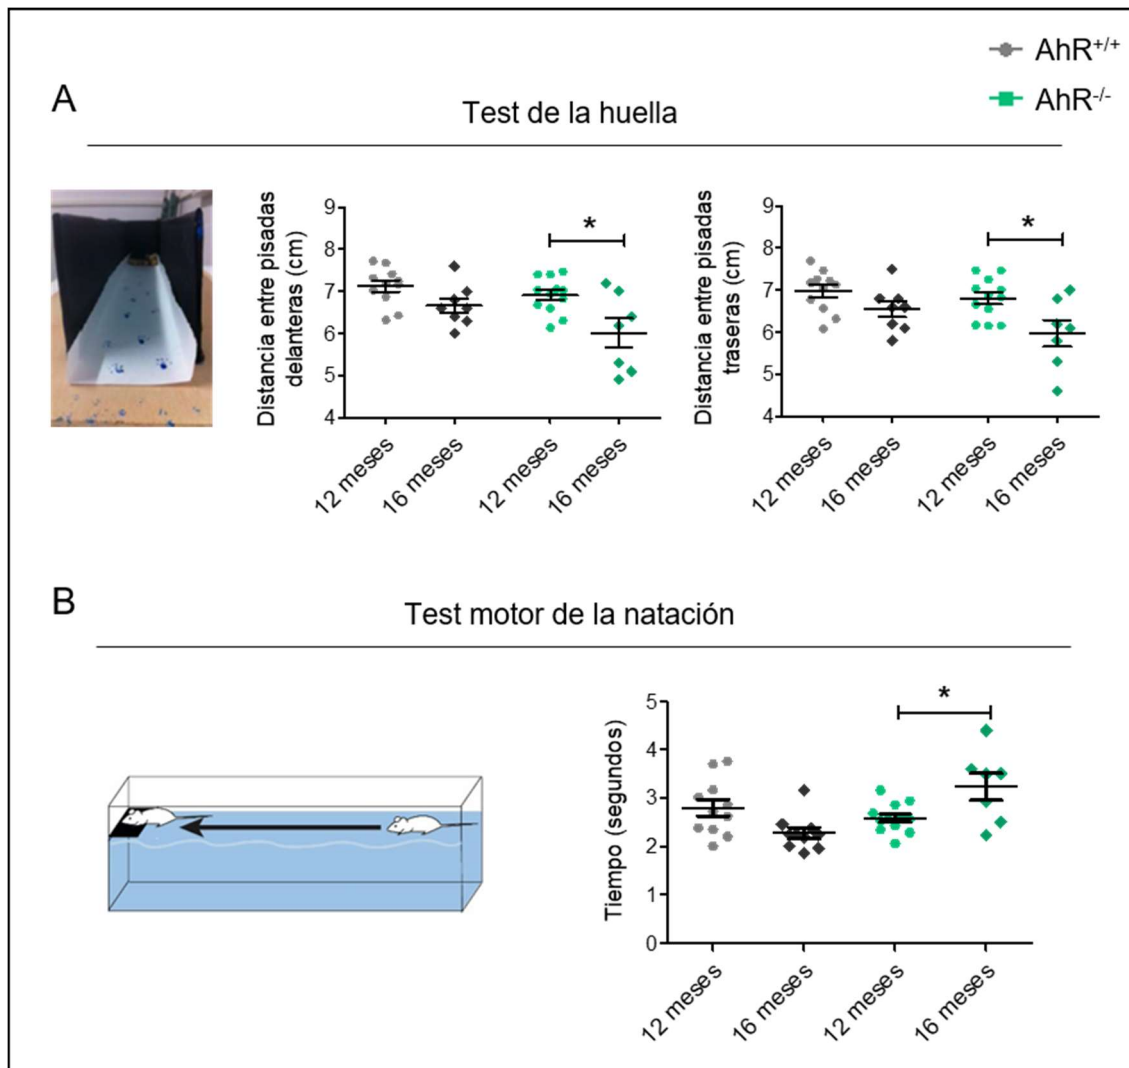 AhR+/+
AhR-/-
A
Test de la huella
Distancia entre pisadas
delanteras (cm)
9
8
7
6
5
4
*
12 meses
16 meses
12 meses
16 meses
Distancia entre pisadas
traseras (cm)
9
8
7
6
5
4
*
12 meses
16 meses
12 meses
16 meses
B
Test motor de la natación
Tiempo (segundos)
5
4
3
2
1
0
*
12 meses
16 meses
12 meses
16 meses